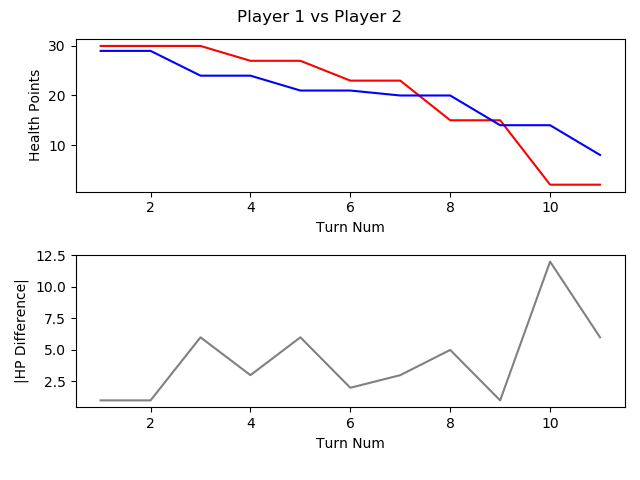 Player 1 vs Player 2
30
20
10
Health Points
2 4 6 8 10
Turn Num
12.5
10.0
7.5
5.0
2.5
|HP Difference|
2 4 6 8 10
Turn Num